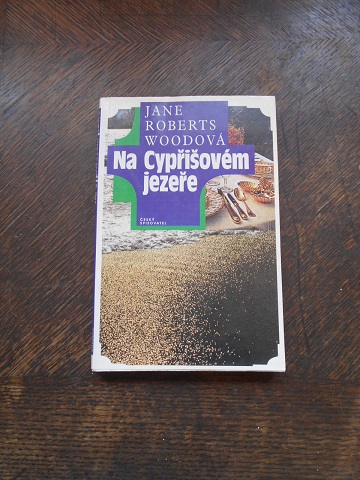 JANE
ROBERTS
WOODOVÁ
Na Cypřišovém
jezeře
ČESKÝ
SPISOVATEL